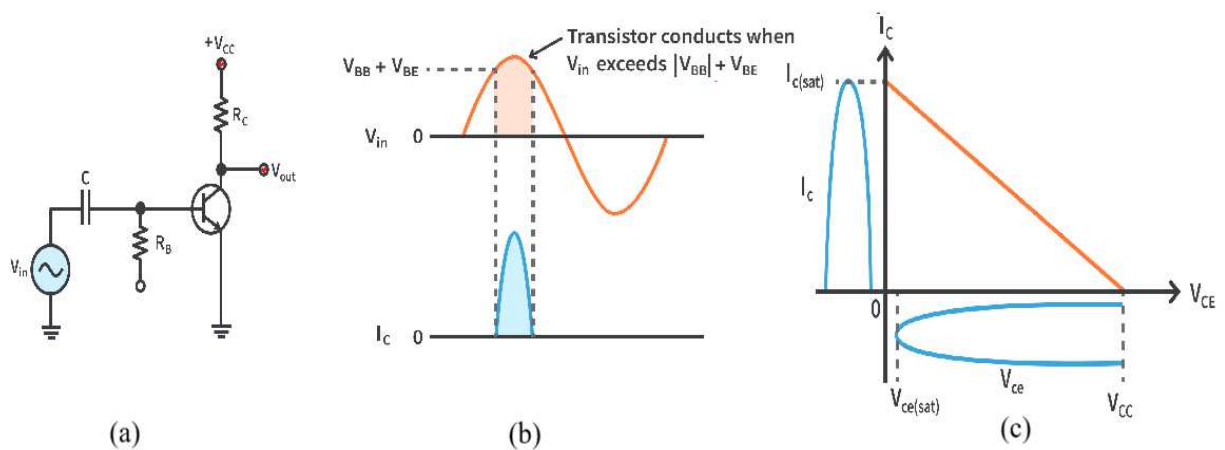 +V_CC
R_C
V_out
C
R_B
V_in
(a)
Transistor conducts when
V_in exceeds |V_BB| + V_BE
V_BB + V_BE
V_in 0
I_C 0
(b)
I_C
I_c(sat)
I_c
0
V_CE
V_ce
V_ce(sat)
V_CC
(c)